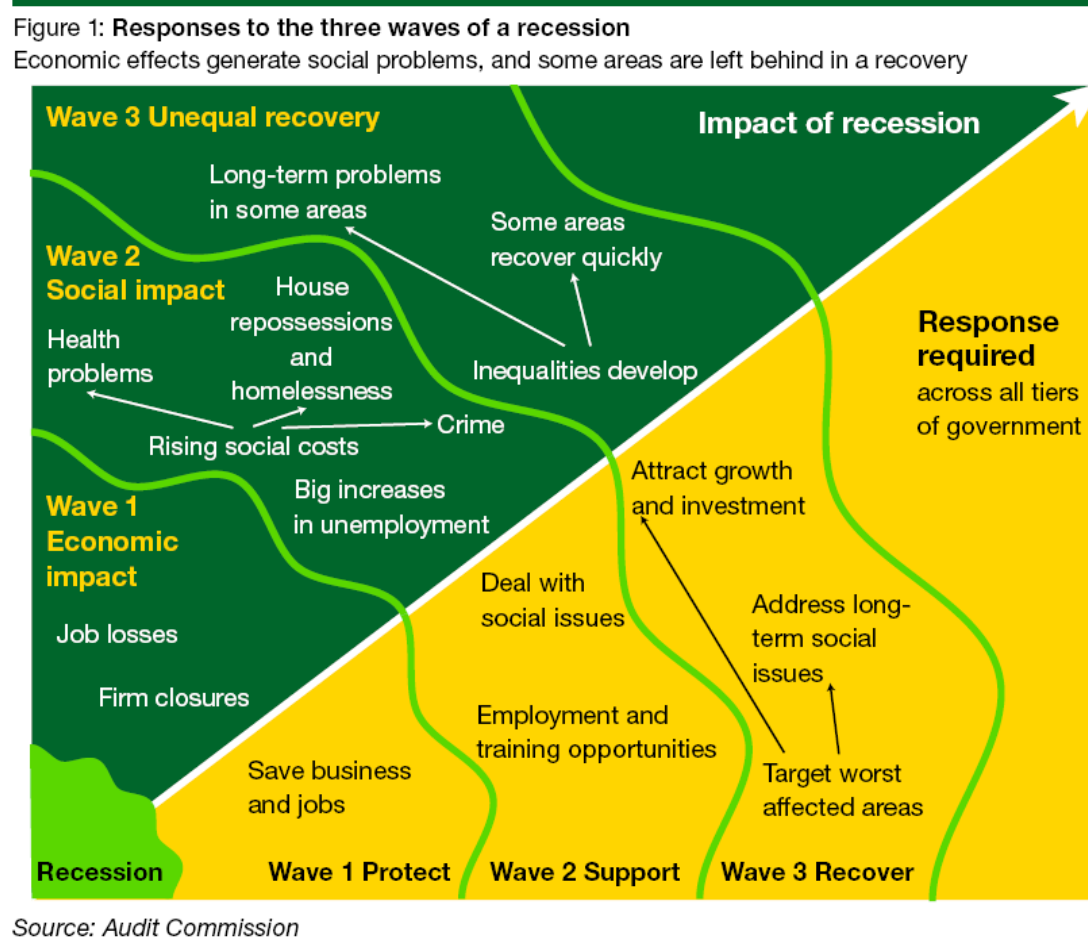 Figure 1: Responses to the three waves of a recession
Economic effects generate social problems, and some areas are left behind in a recovery
Wave 3 Unequal recovery
Impact of recession
Long-term problems
in some areas
Some areas
recover quickly
Inequalities develop
Wave 2
Social impact
House
repossessions
and
homelessness
Health
problems
Crime
Rising social costs
Big increases
in unemployment
Wave 1
Economic
impact
Job losses
Firm closures
Recession
Response
required
across all tiers
of government
Attract growth
and investment
Deal with
social issues
Address long-
term social
issues
Employment and
training opportunities
Target worst
affected areas
Save business
and jobs
Wave 1 Protect
Wave 2 Support
Wave 3 Recover
Source: Audit Commission